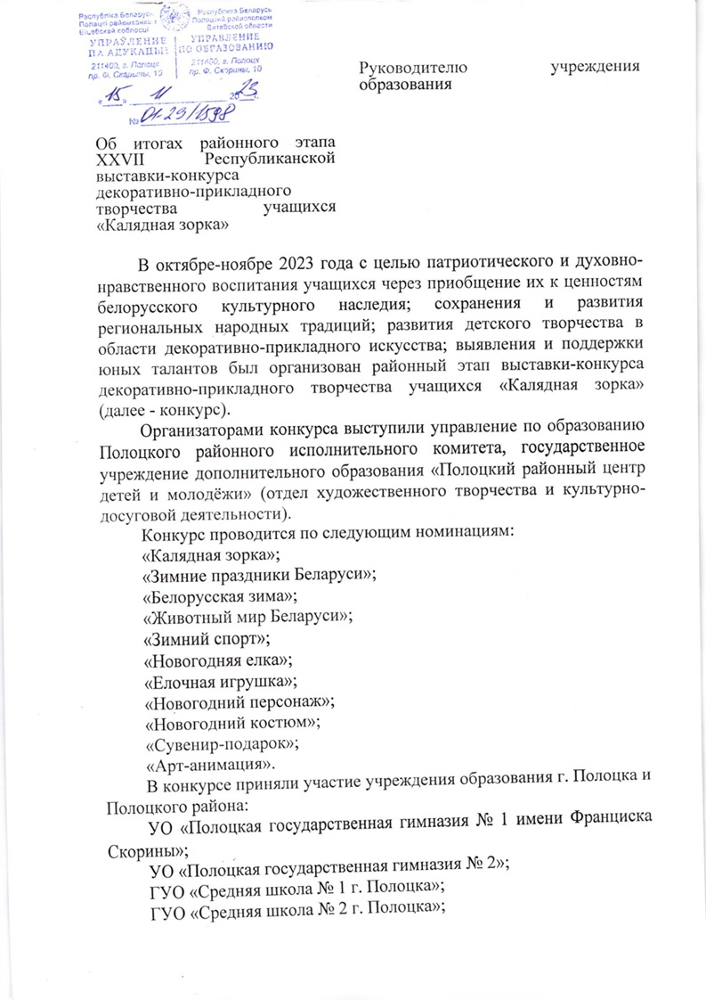 Рэспубліка Беларусь
Полацкі райвыканкам
Віцебскай вобласці
УПРАЎЛЕННЕ
ПА АДУКАЦЫІ
211400, г. Полацк
пр. Ф. Скарыны, 10
Республика Беларусь
Полоцкий райисполком
Витебской области
УПРАВЛЕНИЕ
ПО ОБРАЗОВАНИЮ
211400, г. Полоцк
пр. Ф. Скорины, 10
«15» 11 2023 г.
№ 01-23/1598
Руководителю учреждения
образования
Об итогах районного этапа
XXVII Республиканской
выставки-конкурса
декоративно-прикладного
творчества учащихся
«Калядная зорка»
В октябре-ноябре 2023 года с целью патриотического и духовно-
нравственного воспитания учащихся через приобщение их к ценностям
белорусского культурного наследия; сохранения и развития
региональных народных традиций; развития детского творчества в
области декоративно-прикладного искусства; выявления и поддержки
юных талантов был организован районный этап выставки-конкурса
декоративно-прикладного творчества учащихся «Калядная зорка»
(далее - конкурс).
Организаторами конкурса выступили управление по образованию
Полоцкого районного исполнительного комитета, государственное
учреждение дополнительного образования «Полоцкий районный центр
детей и молодёжи» (отдел художественного творчества и культурно-
досуговой деятельности).
Конкурс проводится по следующим номинациям:
«Калядная зорка»;
«Зимние праздники Беларуси»;
«Белорусская зима»;
«Животный мир Беларуси»;
«Зимний спорт»;
«Новогодняя елка»;
«Елочная игрушка»;
«Новогодний персонаж»;
«Новогодний костюм»;
«Сувенир-подарок»;
«Арт-анимация».
В конкурсе приняли участие учреждения образования г. Полоцка и
Полоцкого района:
УО «Полоцкая государственная гимназия № 1 имени Франциска
Скорины»;
УО «Полоцкая государственная гимназия № 2»;
ГУО «Средняя школа № 1 г. Полоцка»;
ГУО «Средняя школа № 2 г. Полоцка»;